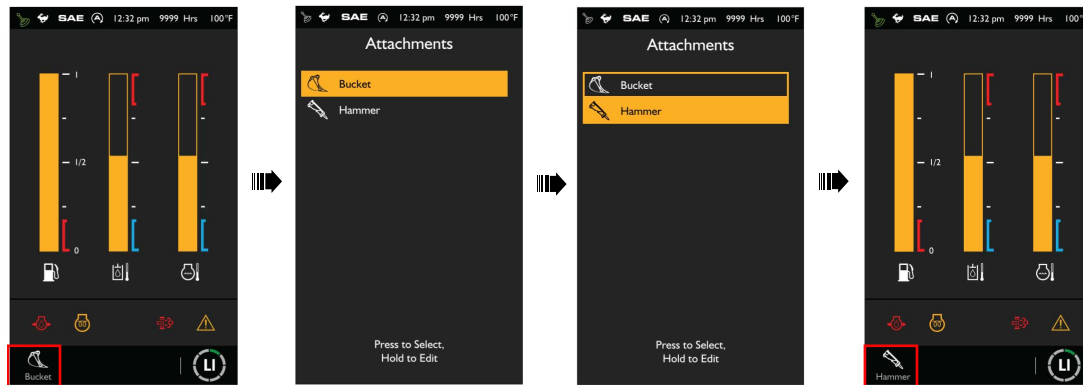 SAE A 12:32 pm 9999 Hrs 100°F
1
1/2
0
Bucket
LI
SAE A 12:32 pm 9999 Hrs 100°F
Attachments
Bucket
Hammer
Press to Select,
Hold to Edit
SAE A 12:32 pm 9999 Hrs 100°F
Attachments
Bucket
Hammer
Press to Select,
Hold to Edit
SAE A 12:32 pm 9999 Hrs 100°
1
1/2
0
Hammer
LI